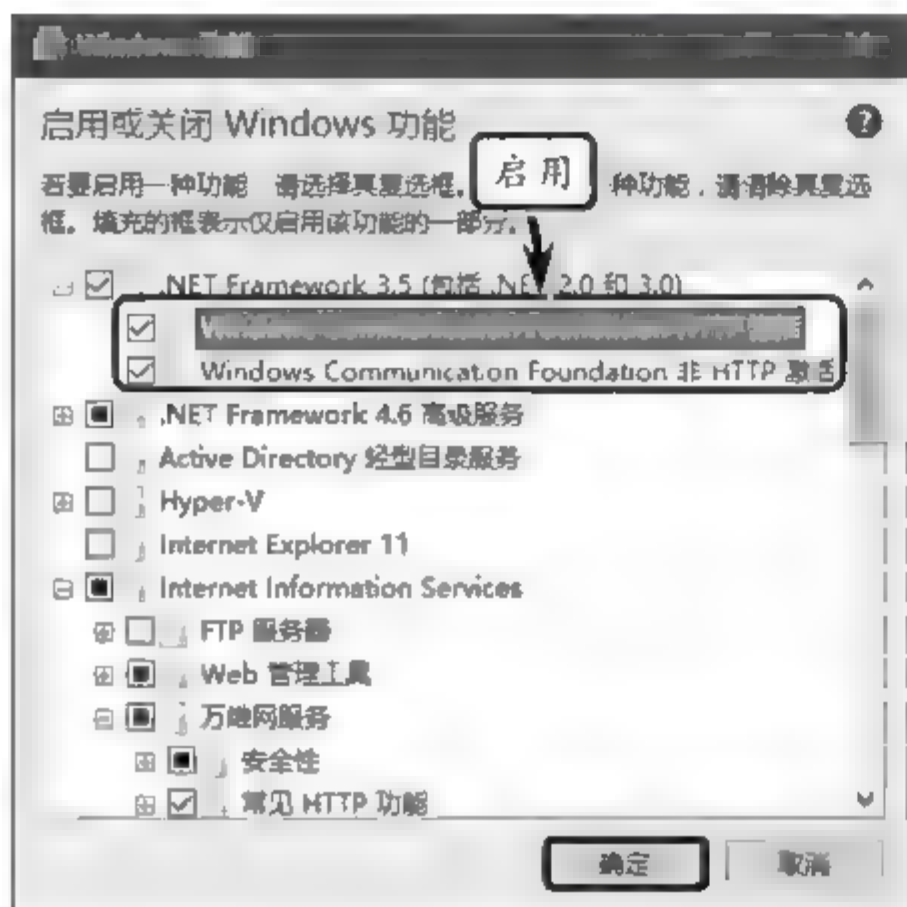 启用或关闭 Windows 功能
若要启用一种功能 请选择其复选框。 启用 种功能，请清除其复选
框。填充的框表示仅启用该功能的一部分。
.NET Framework 3.5 (包括 .NET 2.0 和 3.0)
Windows Communication Foundation 非 HTTP 激活
.NET Framework 4.6 高级服务
Active Directory 轻型目录服务
Hyper-V
Internet Explorer 11
Internet Information Services
FTP 服务器
Web 管理工具
万维网服务
安全性
常见 HTTP 功能
确定 取消